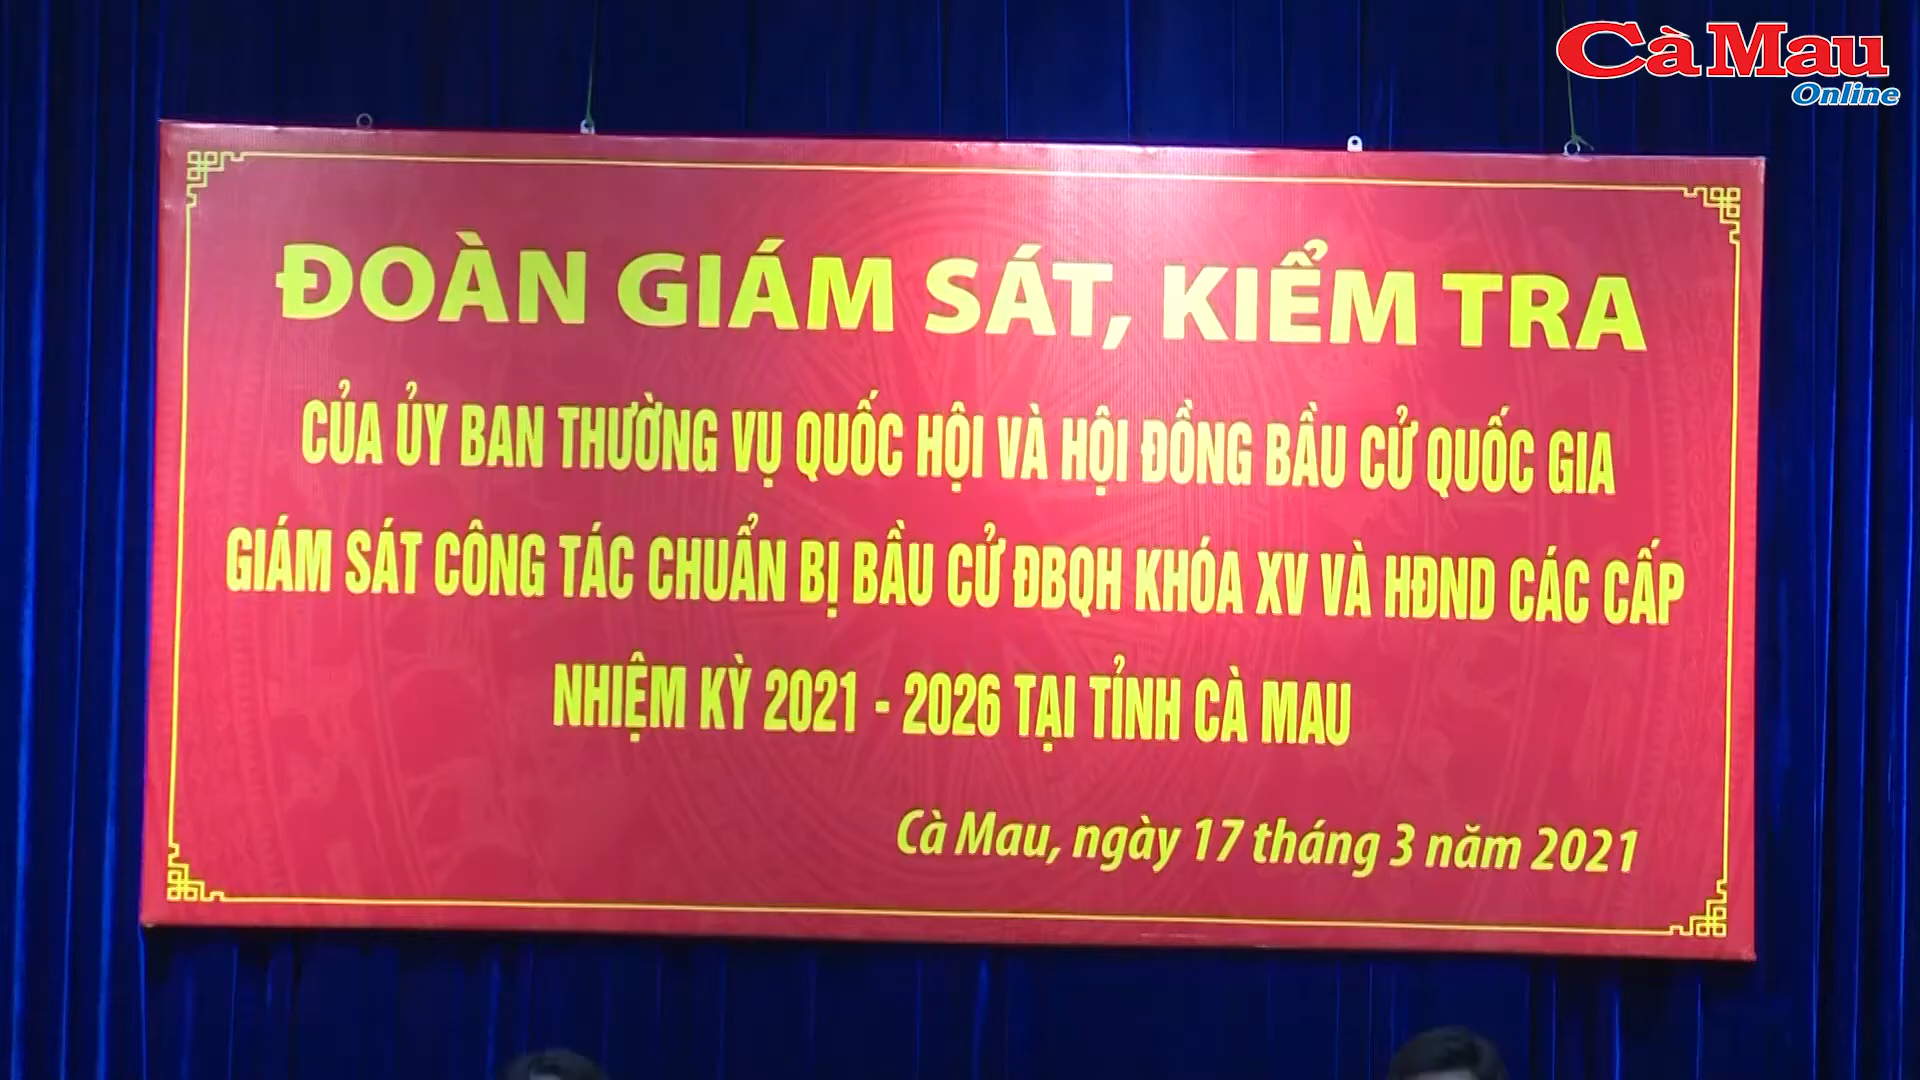 Cà Mau
Online
ĐOÀN GIÁM SÁT, KIỂM TRA
CỦA ỦY BAN THƯỜNG VỤ QUỐC HỘI VÀ HỘI ĐỒNG BẦU CỬ QUỐC GIA
GIÁM SÁT CÔNG TÁC CHUẨN BỊ BẦU CỬ ĐBQH KHÓA XV VÀ HĐND CÁC CẤP
NHIỆM KỲ 2021 - 2026 TẠI TỈNH CÀ MAU
Cà Mau, ngày 17 tháng 3 năm 2021